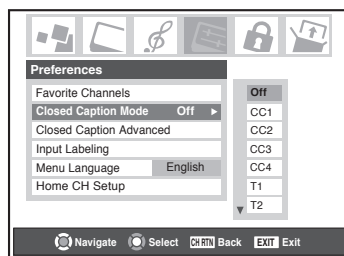 Preferences
Favorite Channels
Closed Caption Mode Off
Closed Caption Advanced
Input Labeling
Menu Language English
Home CH Setup
Off
CC1
CC2
CC3
CC4
T1
T2
Navigate Select CH RTN Back EXIT Exit